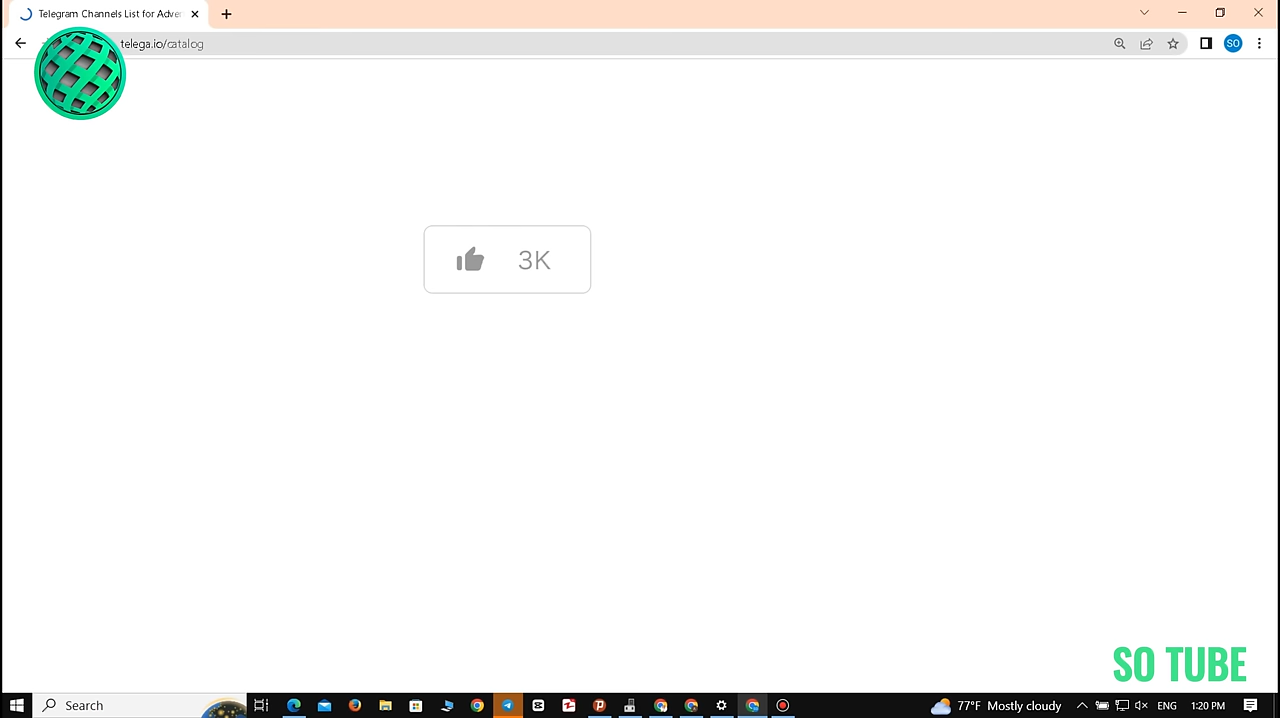 Telegram Channels List for Adver
telega.io/catalog
SO
3K
SO TUBE
Search
77°F Mostly cloudy
ENG
1:20 PM